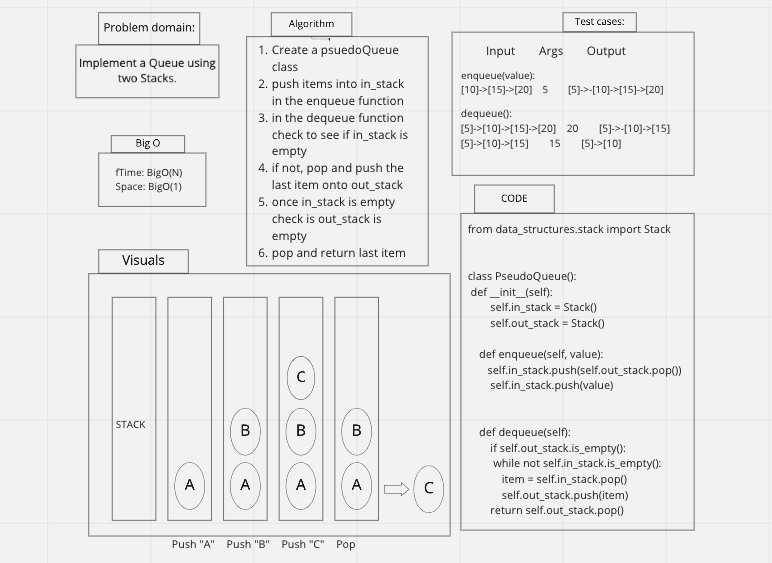 Problem domain:
Implement a Queue using
two Stacks.
Big O
fTime: BigO(N)
Space: BigO(1)
Algorithm
1. Create a psuedoQueue
class
2. push items into in_stack
in the enqueue function
3. in the dequeue function
check to see if in_stack is
empty
4. if not, pop and push the
last item onto out_stack
5. once in_stack is empty
check is out_stack is
empty
6. pop and return last item
Test cases:
Input Args Output
enqueue(value):
[10]->[15]->[20] 5 [5]->-[10]->[15]->[20]
dequeue():
[5]->[10]->[15]->[20] 20 [5]->-[10]->[15]
[5]->[10]->[15] 15 [5]->[10]
CODE
from data_structures.stack import Stack
class PseudoQueue():
def __init__(self):
self.in_stack = Stack()
self.out_stack = Stack()
def enqueue(self, value):
self.in_stack.push(self.out_stack.pop())
self.in_stack.push(value)
def dequeue(self):
if self.out_stack.is_empty():
while not self.in_stack.is_empty():
item = self.in_stack.pop()
self.out_stack.push(item)
return self.out_stack.pop()
Visuals
STACK
A
B
A
C
B
A
B
A
C
Push "A" Push "B" Push "C" Pop